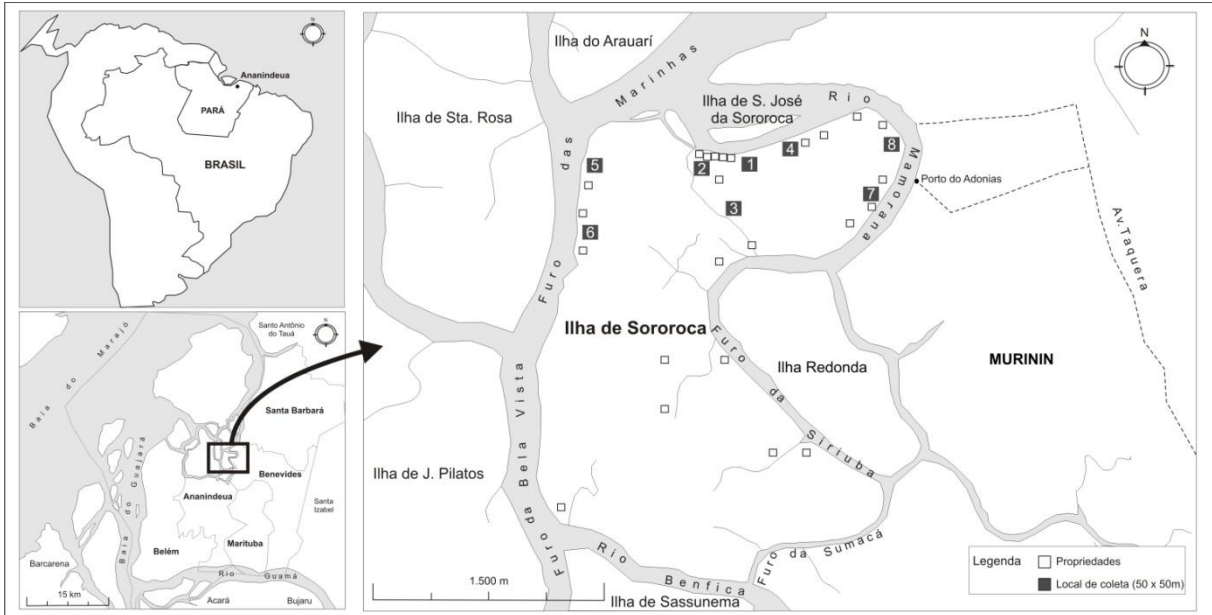 N
Ananindeua
PARÁ
BRASIL
N
Santo Antônio
do Tauá
Baia do Marajó
Santa Barbará
Baia do Guajará
Benevides
Ananindeua
Santa
Izabel
Belém
Marituba
Barcarena
Rio Guamá
15 km
Acará
Bujaru
N
Ilha do Arauarí
Furo das Marinhas
Ilha de S. José
da Sororoca
Rio Mamorana
Ilha de Sta. Rosa
4
8
5
2
1
Porto do Adonias
7
3
6
Av.Taquera
Ilha de Sororoca
Furo da Siriuba
Ilha Redonda
MURININ
Furo da Bela Vista
Ilha de J. Pilatos
Furo da Sumacá
Rio Benfica
1.500 m
Ilha de Sassunema
Legenda
Propriedades
Local de coleta (50 x 50m)